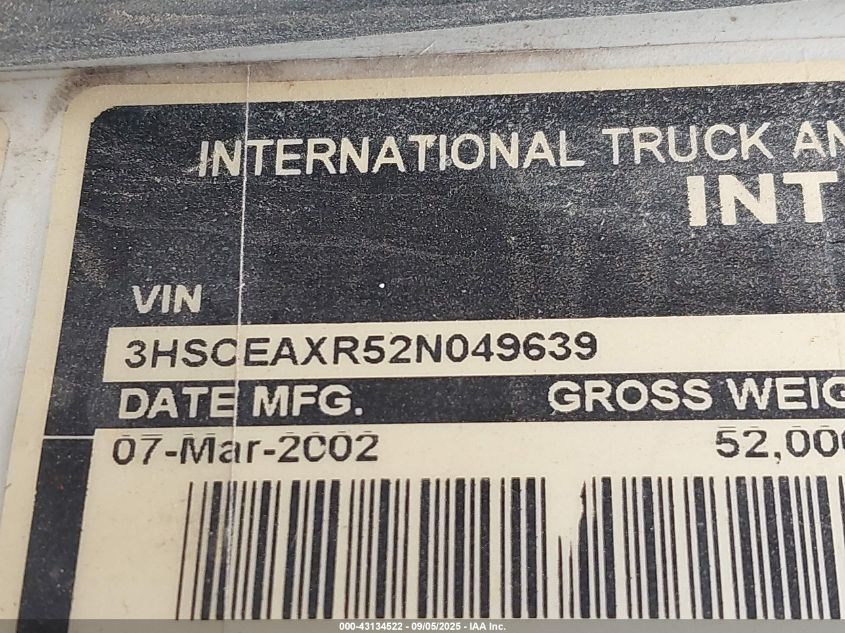 INTERNATIONAL TRUCK AN
INT
VIN
3HSCEAXR52N049639
DATE MFG. GROSS WEIG
07-Mar-2002 52,000
000-43134522 - 09/05/2025 - IAA Inc.